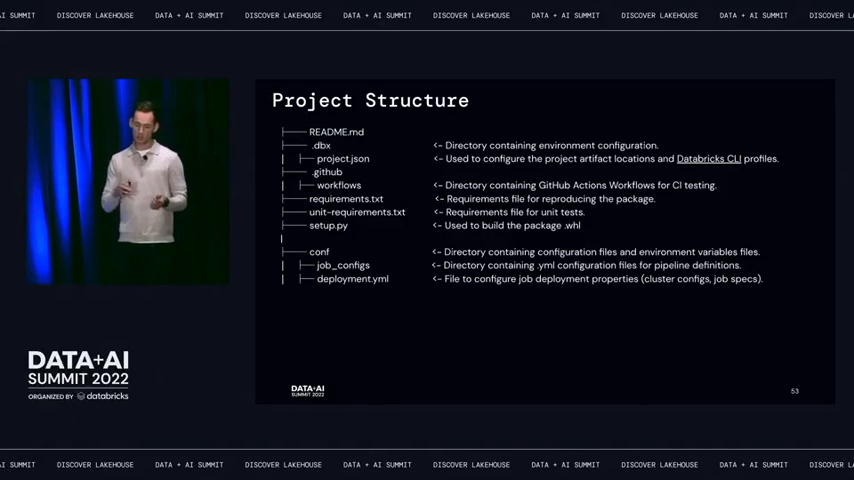 AI SUMMIT DISCOVER LAKEHOUSE DATA + AI SUMMIT DISCOVER LAKEHOUSE DATA + AI SUMMIT DISCOVER LAKEHOUSE DATA + AI SUMMIT DISCOVER LAKEHOUSE DATA + AI SUMMIT DISCOVER
Project Structure
README.md
.dbx <- Directory containing environment configuration.
project.json <- Used to configure the project artifact locations and Databricks CLI profiles.
.github
workflows <- Directory containing GitHub Actions Workflows for CI testing.
requirements.txt <- Requirements file for reproducing the package.
unit-requirements.txt <- Requirements file for unit tests.
setup.py <- Used to build the package .whl
conf <- Directory containing configuration files and environment variables files.
job_configs <- Directory containing .yml configuration files for pipeline definitions.
deployment.yml <- File to configure job deployment properties (cluster configs, job specs).
DATA+AI
SUMMIT 2022
ORGANIZED BY databricks
DATA+AI
SUMMIT 2022
53
AI SUMMIT DISCOVER LAKEHOUSE DATA + AI SUMMIT DISCOVER LAKEHOUSE DATA + AI SUMMIT DISCOVER LAKEHOUSE DATA + AI SUMMIT DISCOVER LAKEHOUSE DATA + AI SUMMIT DISCOVER